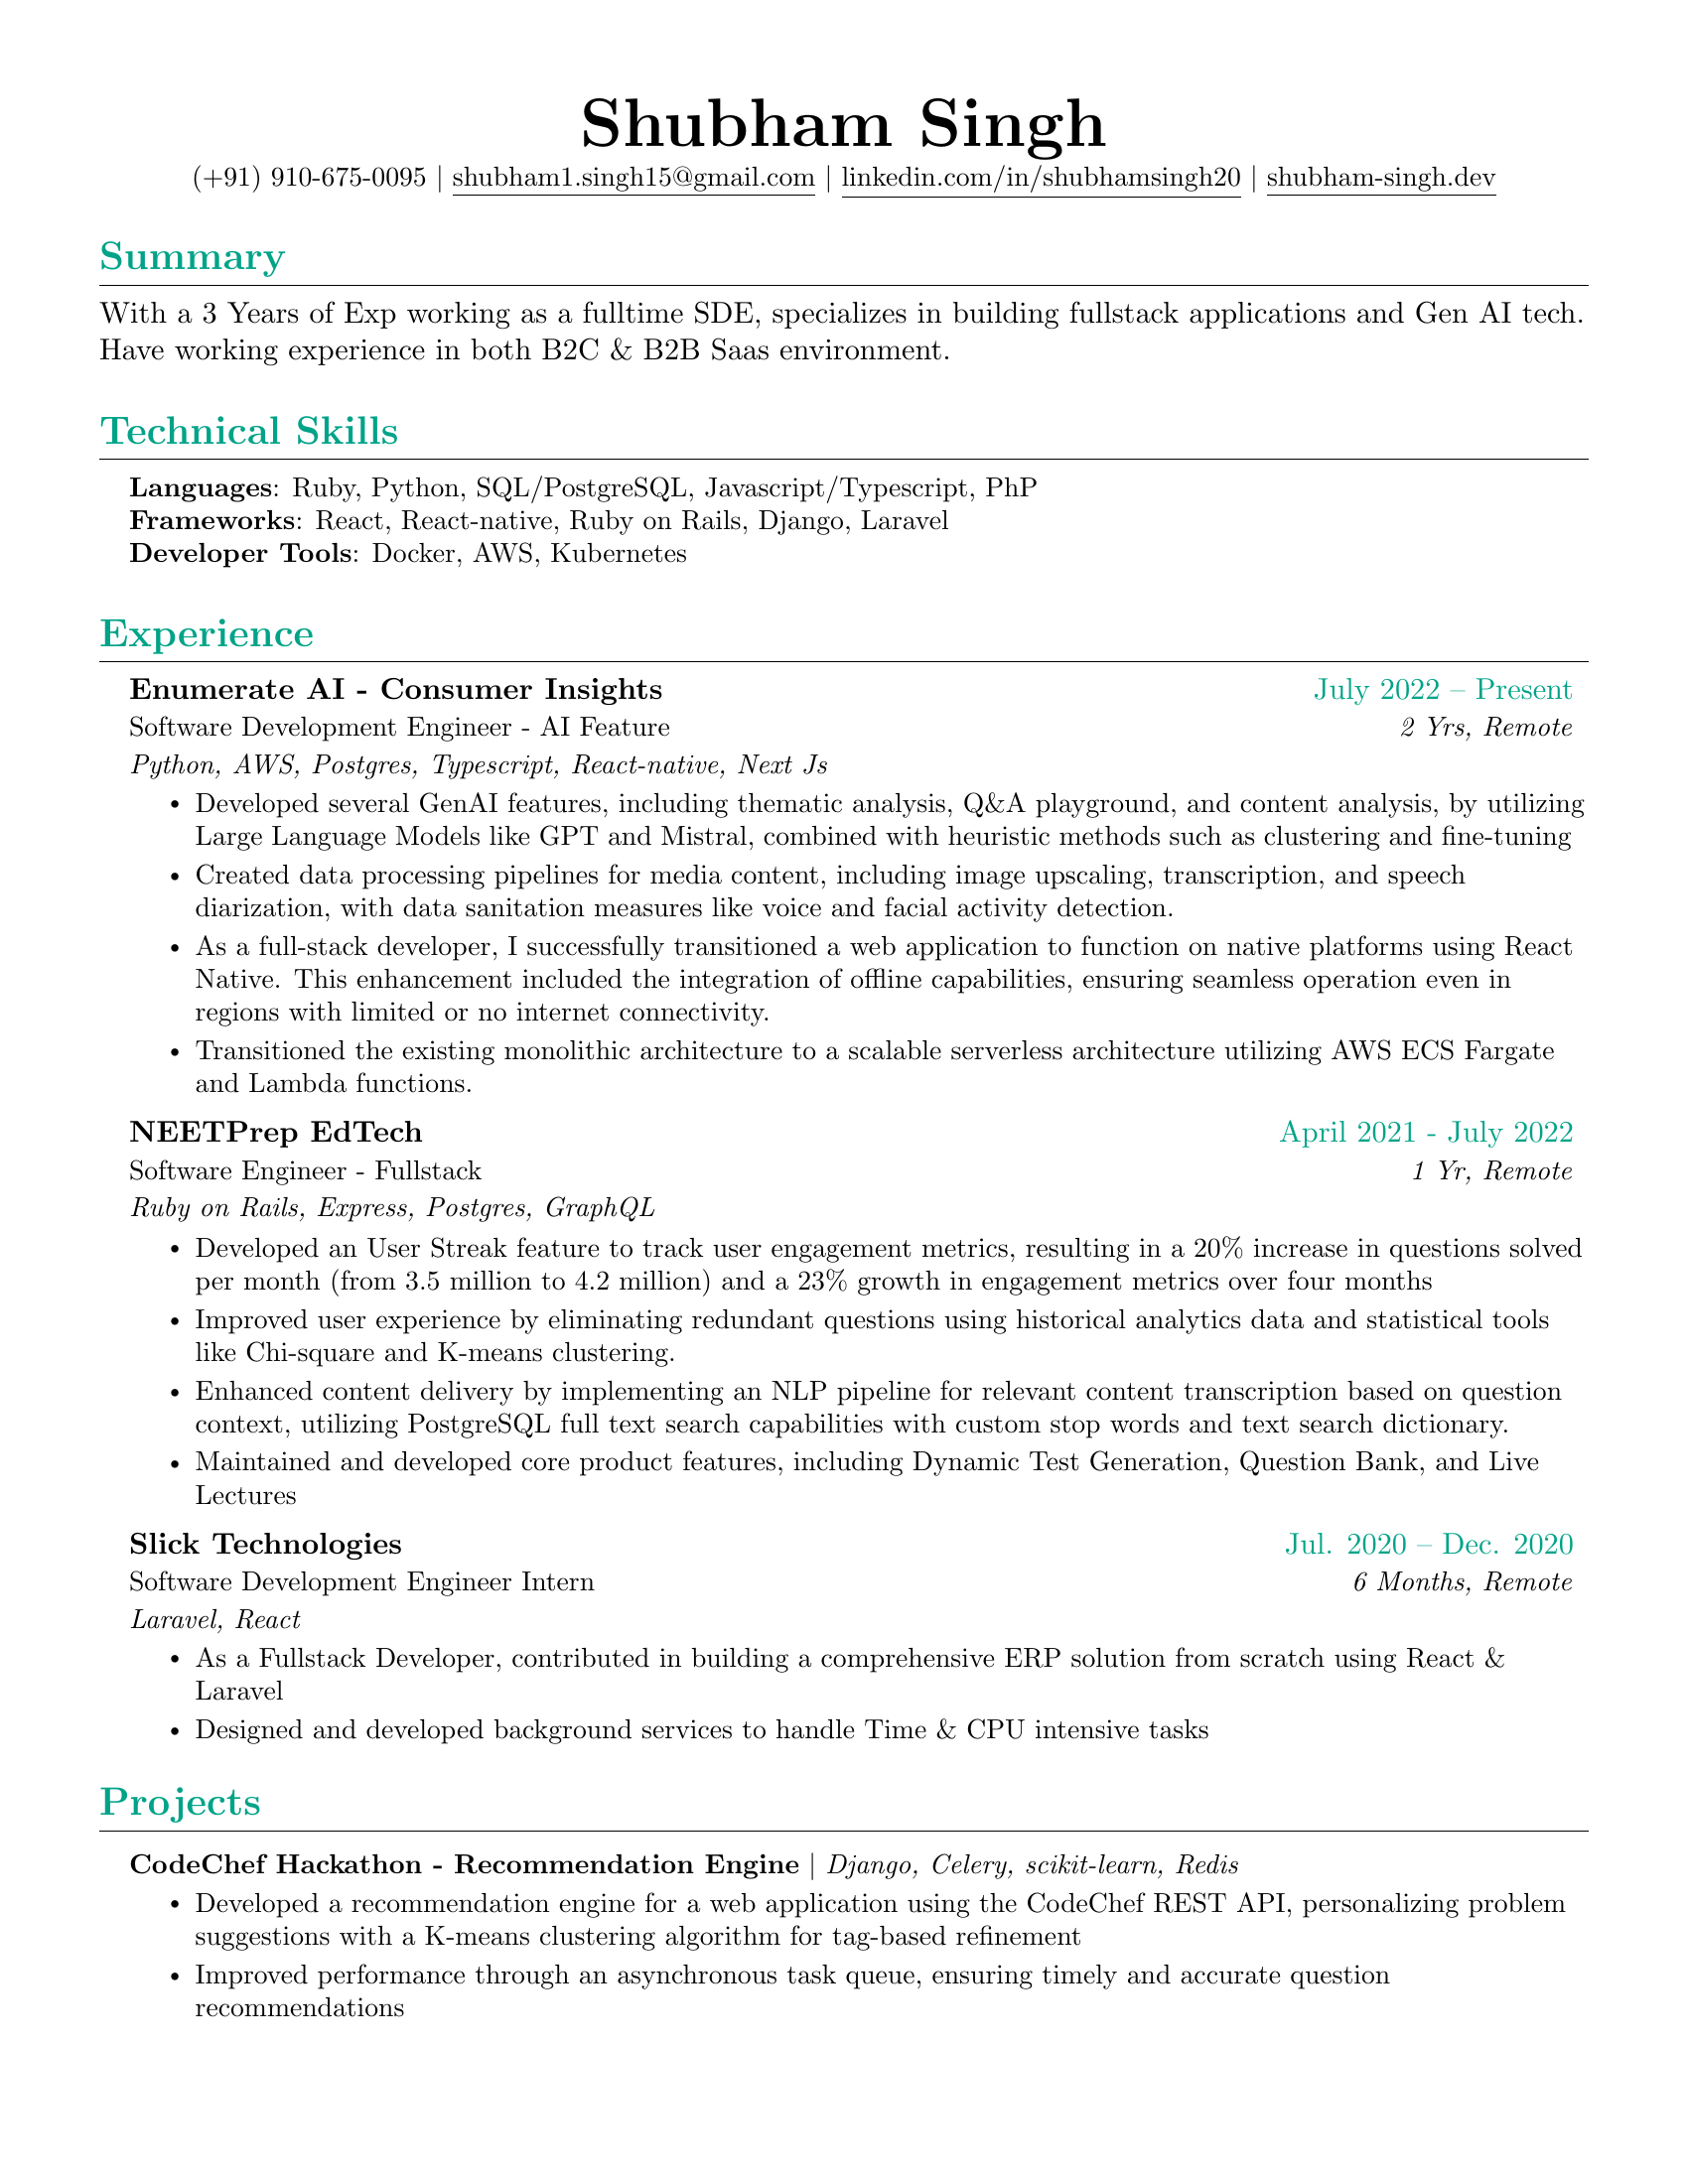 Shubham Singh
(+91) 910-675-0095 | shubham1.singh15@gmail.com | linkedin.com/in/shubhamsingh20 | shubham-singh.dev
Summary
With a 3 Years of Exp working as a fulltime SDE, specializes in building fullstack applications and Gen AI tech.
Have working experience in both B2C & B2B Saas environment.
Technical Skills
Languages: Ruby, Python, SQL/PostgreSQL, Javascript/Typescript, PhP
Frameworks: React, React-native, Ruby on Rails, Django, Laravel
Developer Tools: Docker, AWS, Kubernetes
Experience
Enumerate AI - Consumer Insights July 2022 – Present
Software Development Engineer - AI Feature 2 Yrs, Remote
Python, AWS, Postgres, Typescript, React-native, Next Js
• Developed several GenAI features, including thematic analysis, Q&A playground, and content analysis, by utilizing
Large Language Models like GPT and Mistral, combined with heuristic methods such as clustering and fine-tuning
• Created data processing pipelines for media content, including image upscaling, transcription, and speech
diarization, with data sanitation measures like voice and facial activity detection.
• As a full-stack developer, I successfully transitioned a web application to function on native platforms using React
Native. This enhancement included the integration of offline capabilities, ensuring seamless operation even in
regions with limited or no internet connectivity.
• Transitioned the existing monolithic architecture to a scalable serverless architecture utilizing AWS ECS Fargate
and Lambda functions.
NEETPrep EdTech April 2021 - July 2022
Software Engineer - Fullstack 1 Yr, Remote
Ruby on Rails, Express, Postgres, GraphQL
• Developed an User Streak feature to track user engagement metrics, resulting in a 20% increase in questions solved
per month (from 3.5 million to 4.2 million) and a 23% growth in engagement metrics over four months
• Improved user experience by eliminating redundant questions using historical analytics data and statistical tools
like Chi-square and K-means clustering.
• Enhanced content delivery by implementing an NLP pipeline for relevant content transcription based on question
context, utilizing PostgreSQL full text search capabilities with custom stop words and text search dictionary.
• Maintained and developed core product features, including Dynamic Test Generation, Question Bank, and Live
Lectures
Slick Technologies Jul. 2020 – Dec. 2020
Software Development Engineer Intern 6 Months, Remote
Laravel, React
• As a Fullstack Developer, contributed in building a comprehensive ERP solution from scratch using React &
Laravel
• Designed and developed background services to handle Time & CPU intensive tasks
Projects
CodeChef Hackathon - Recommendation Engine | Django, Celery, scikit-learn, Redis
• Developed a recommendation engine for a web application using the CodeChef REST API, personalizing problem
suggestions with a K-means clustering algorithm for tag-based refinement
• Improved performance through an asynchronous task queue, ensuring timely and accurate question
recommendations